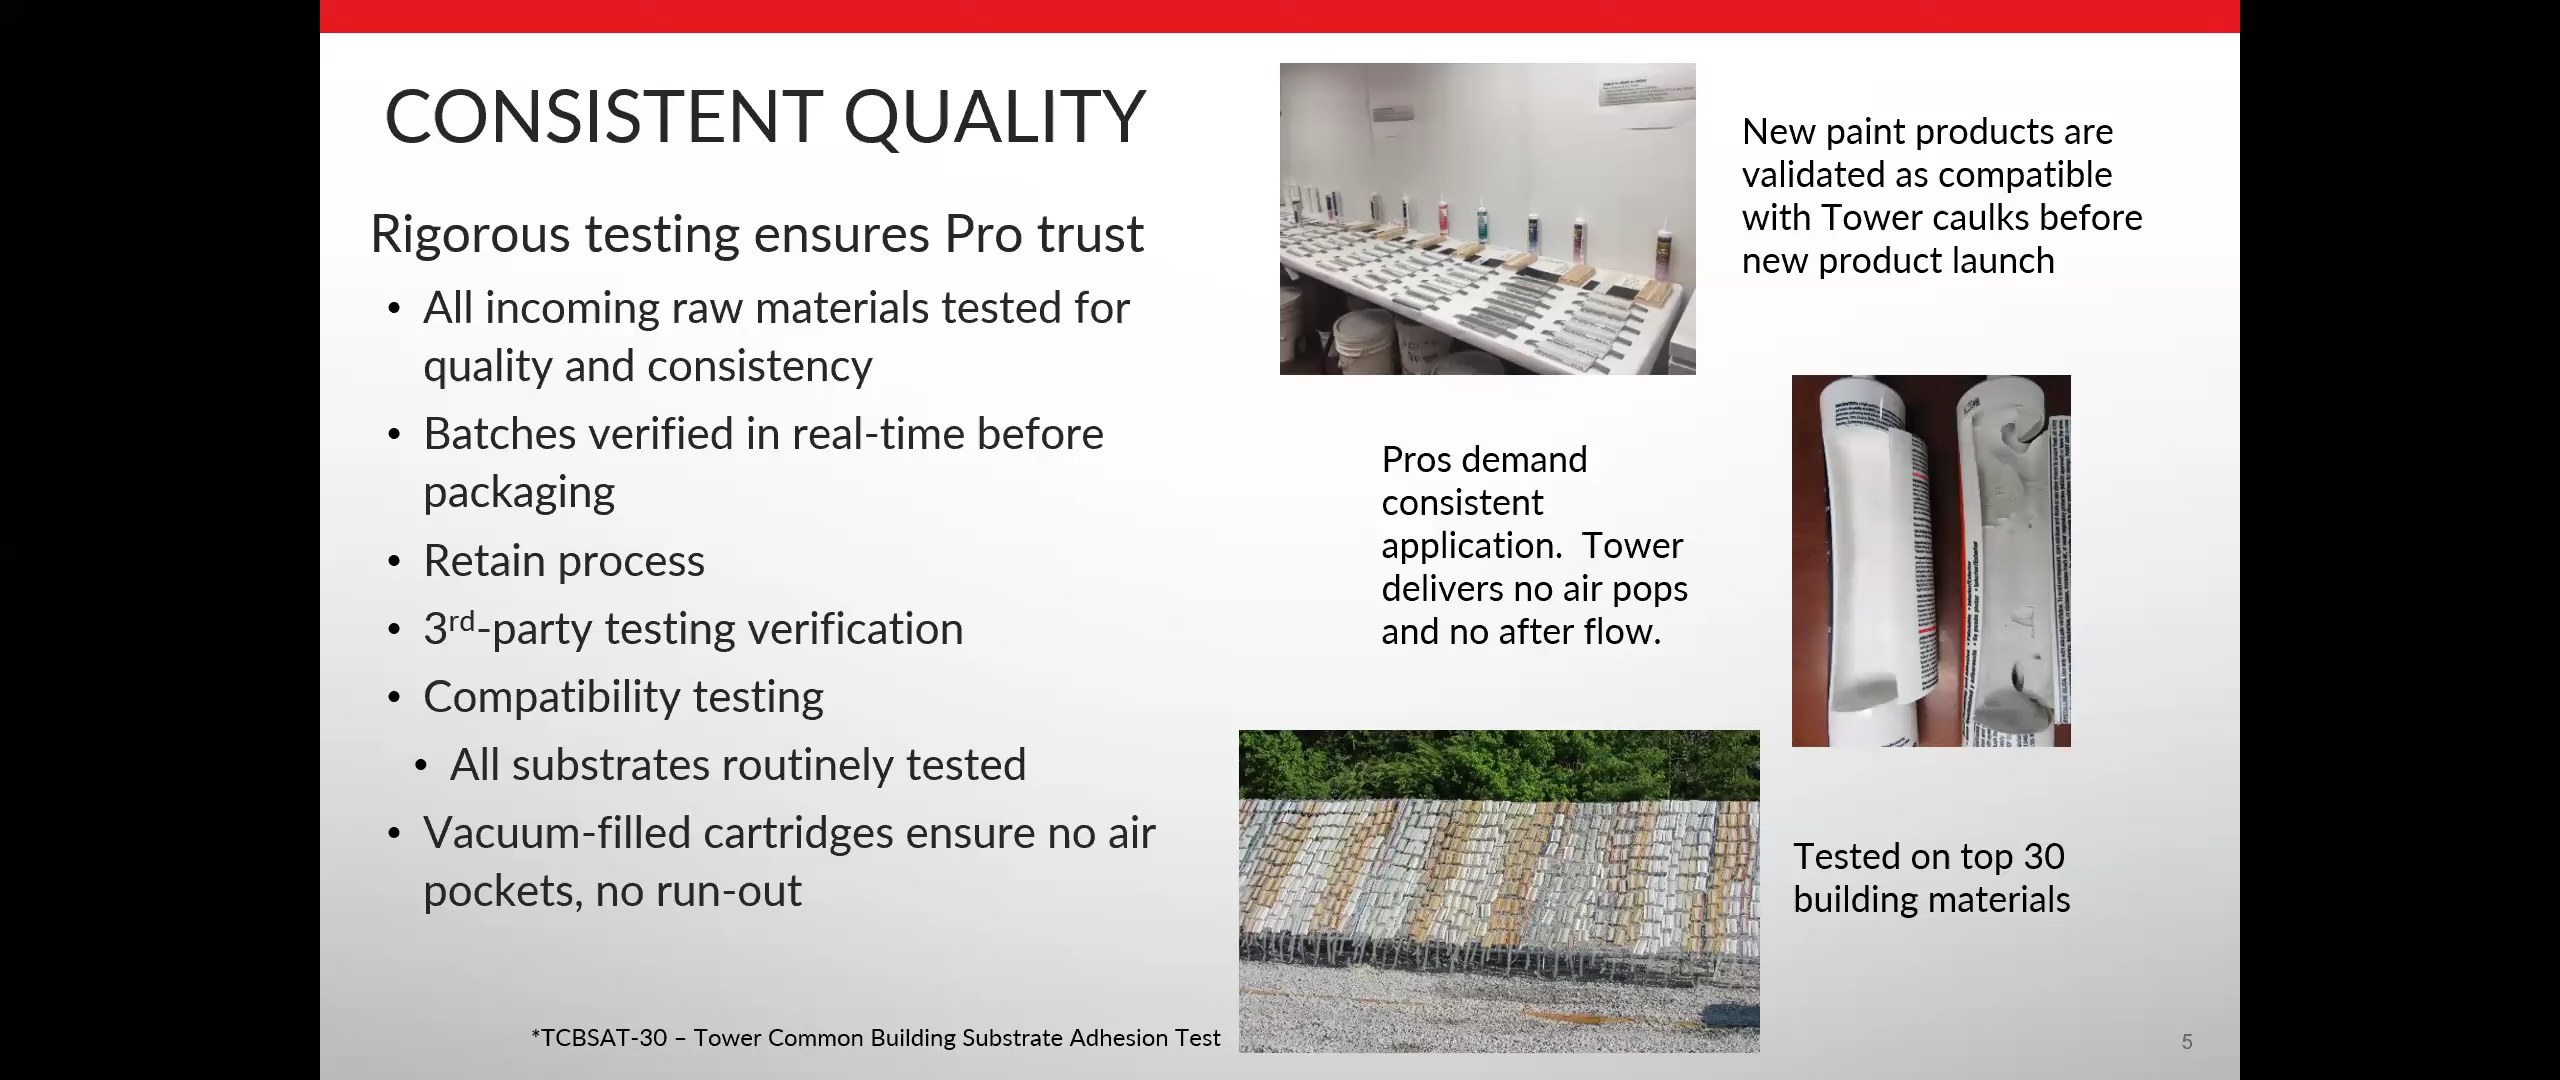 CONSISTENT QUALITY
Rigorous testing ensures Pro trust
• All incoming raw materials tested for
quality and consistency
• Batches verified in real-time before
packaging
• Retain process
• 3rd-party testing verification
• Compatibility testing
• All substrates routinely tested
• Vacuum-filled cartridges ensure no air
pockets, no run-out
*TCBSAT-30 – Tower Common Building Substrate Adhesion Test
New paint products are
validated as compatible
with Tower caulks before
new product launch
Pros demand
consistent
application.  Tower
delivers no air pops
and no after flow.
Tested on top 30
building materials
5